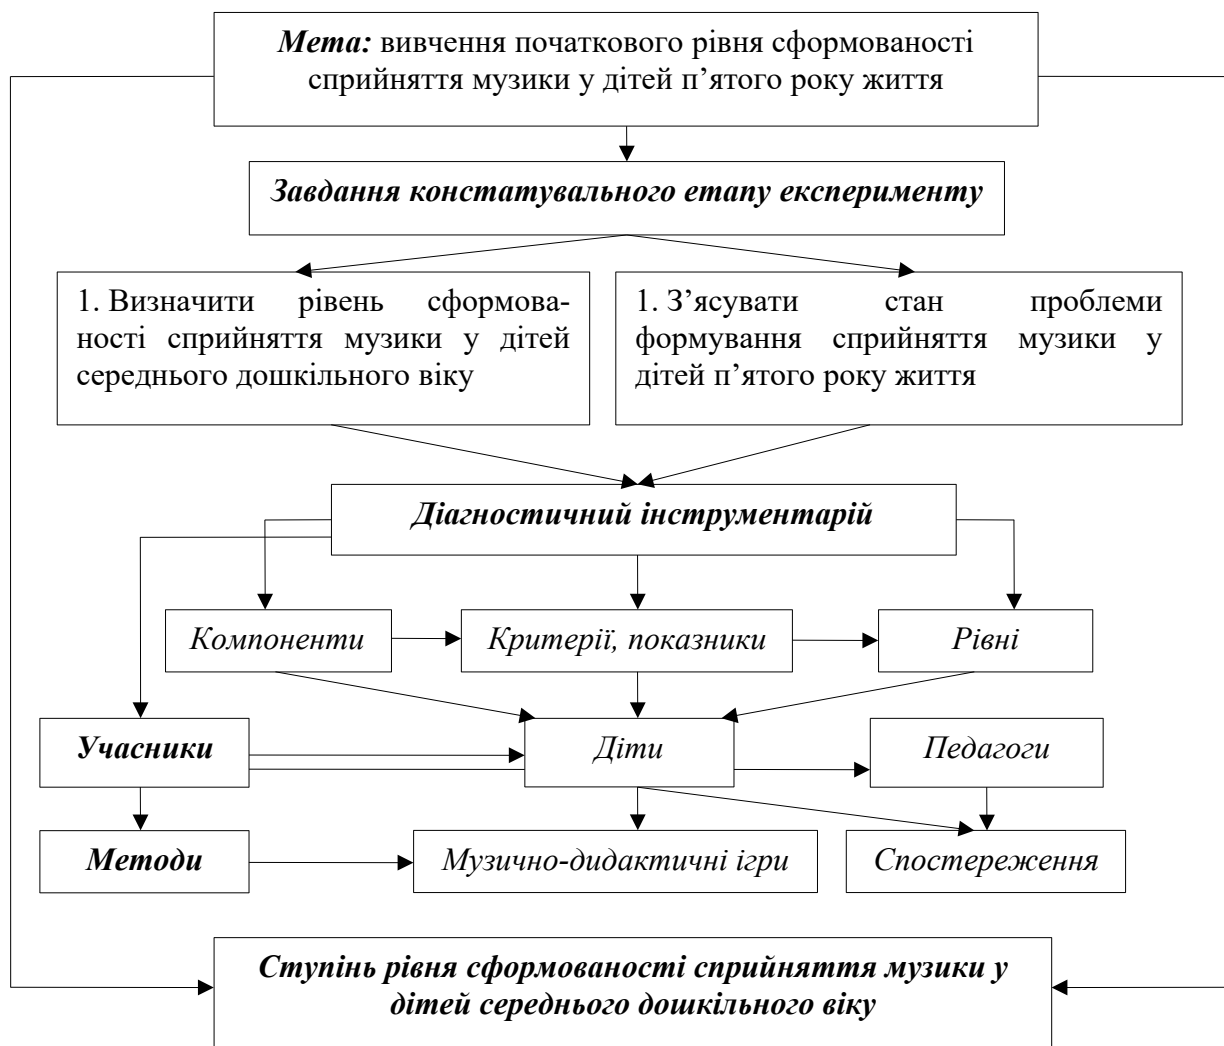 Мета: вивчення початкового рівня сформованості
сприйняття музики у дітей п’ятого року життя
Завдання констатувального етапу експерименту
1. Визначити рівень сформова-
ності сприйняття музики у дітей
середнього дошкільного віку
1. З’ясувати стан проблеми
формування сприйняття музики у
дітей п’ятого року життя
Діагностичний інструментарій
Компоненти
Критерії, показники
Рівні
Учасники
Діти
Педагоги
Методи
Музично-дидактичні ігри
Спостереження
Ступінь рівня сформованості сприйняття музики у
дітей середнього дошкільного віку